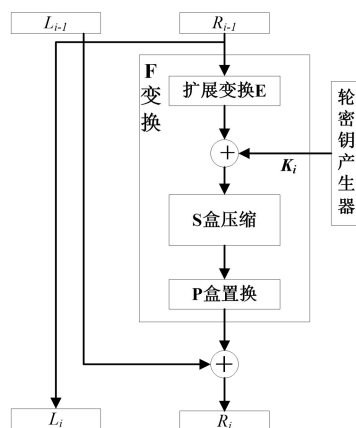 L_{i-1} R_{i-1}
F变换
扩展变换E
K_i
轮密钥产生器
S盒压缩
P盒置换
L_i R_i